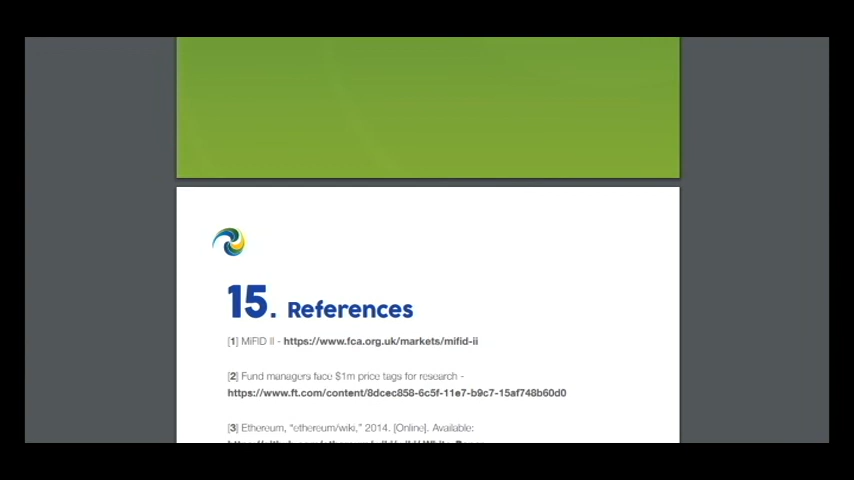 15. References
[1] MiFID II - https://www.fca.org.uk/markets/mifid-ii
[2] Fund managers face $1m price tags for research -
https://www.ft.com/content/8dcec858-6c5f-11e7-b9c7-15af748b60d0
[3] Ethereum, "ethereum/wiki," 2014. [Online]. Available: